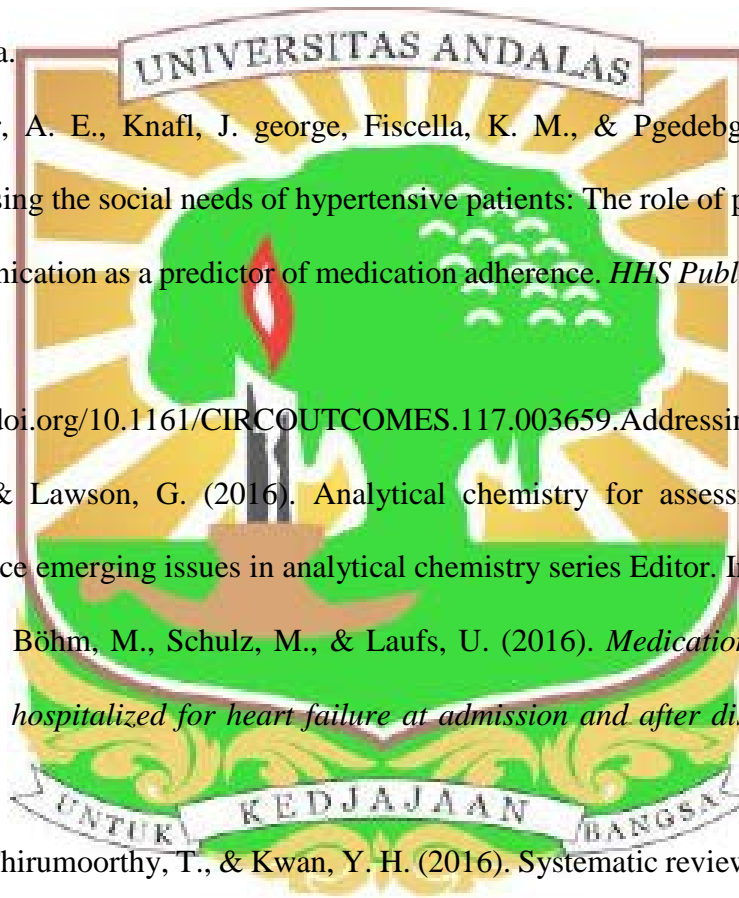 UNIVERSITAS ANDALAS
a.
, A. E., Knafl, J. george, Fiscella, K. M., & Pgedebg
sing the social needs of hypertensive patients: The role of p
nication as a predictor of medication adherence. HHS Publ
doi.org/10.1161/CIRCOUTCOMES.117.003659.Addressin
& Lawson, G. (2016). Analytical chemistry for assessi
ce emerging issues in analytical chemistry series Editor. I
Böhm, M., Schulz, M., & Laufs, U. (2016). Medication
hospitalized for heart failure at admission and after di
UNTUK KEDJAJAAN BANGSA
hirumoorthy, T., & Kwan, Y. H. (2016). Systematic review